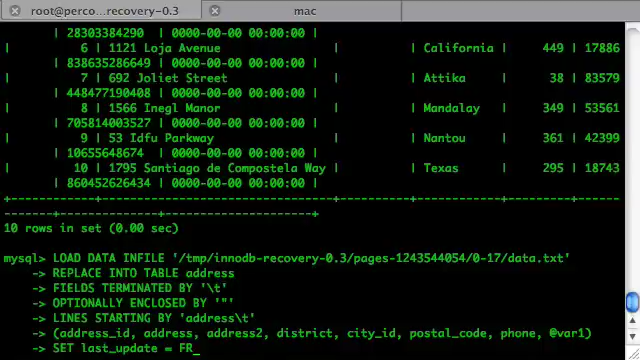 root@perco...recovery-0.3
mac
| 28303384290 | 0000-00-00 00:00:00 |
| 6 | 1121 Loja Avenue | | California | 449 | 17886
| 838635286649 | 0000-00-00 00:00:00 |
| 7 | 692 Joliet Street | | Attika | 38 | 83579
| 448477190408 | 0000-00-00 00:00:00 |
| 8 | 1566 Inegl Manor | | Mandalay | 349 | 53561
| 705814003527 | 0000-00-00 00:00:00 |
| 9 | 53 Idfu Parkway | | Nantou | 361 | 42399
| 10655648674 | 0000-00-00 00:00:00 |
| 10 | 1795 Santiago de Compostela Way | | Texas | 295 | 18743
| 860452626434 | 0000-00-00 00:00:00 |
10 rows in set (0.00 sec)
mysql> LOAD DATA INFILE '/tmp/innodb-recovery-0.3/pages-1243544054/0-17/data.txt'
-> REPLACE INTO TABLE address
-> FIELDS TERMINATED BY '\t'
-> OPTIONALLY ENCLOSED BY '"'
-> LINES STARTING BY 'address\t'
-> (address_id, address, address2, district, city_id, postal_code, phone, @var1)
-> SET last_update = FR_